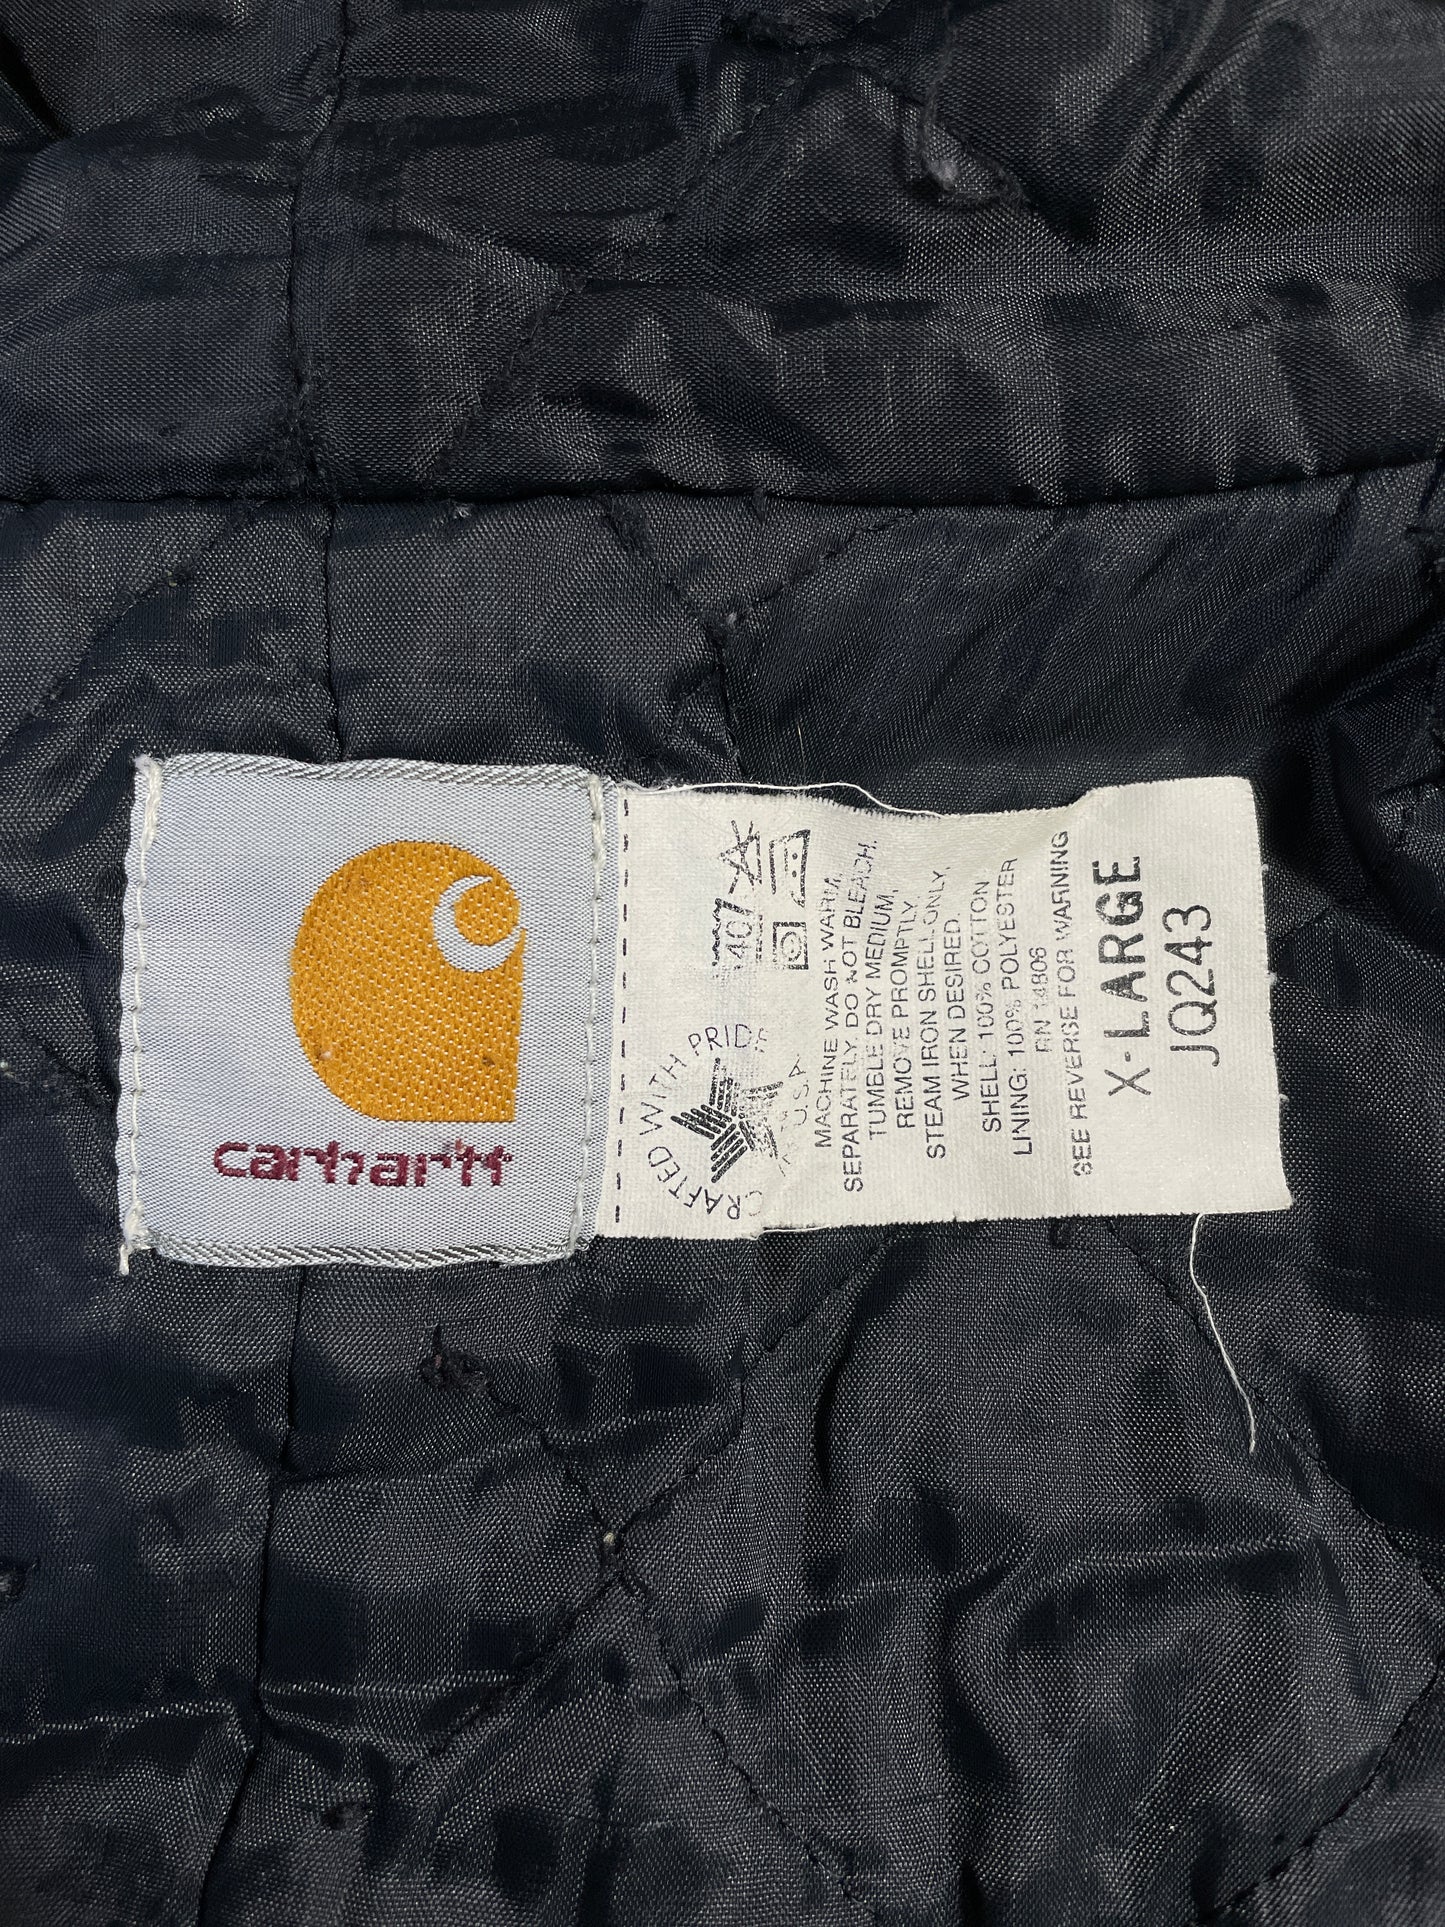 carhartt
CRAFTED WITH PRIDE
U.S.A.
40
MACHINE WASH WARM,
SEPARATELY. DO NOT BLEACH.
TUMBLE DRY MEDIUM,
REMOVE PROMPTLY.
STEAM IRON SHELL ONLY,
WHEN DESIRED.
SHELL: 100% COTTON
LINING: 100% POLYESTER
RN 14806
SEE REVERSE FOR WARNING
X-LARGE
JQ243